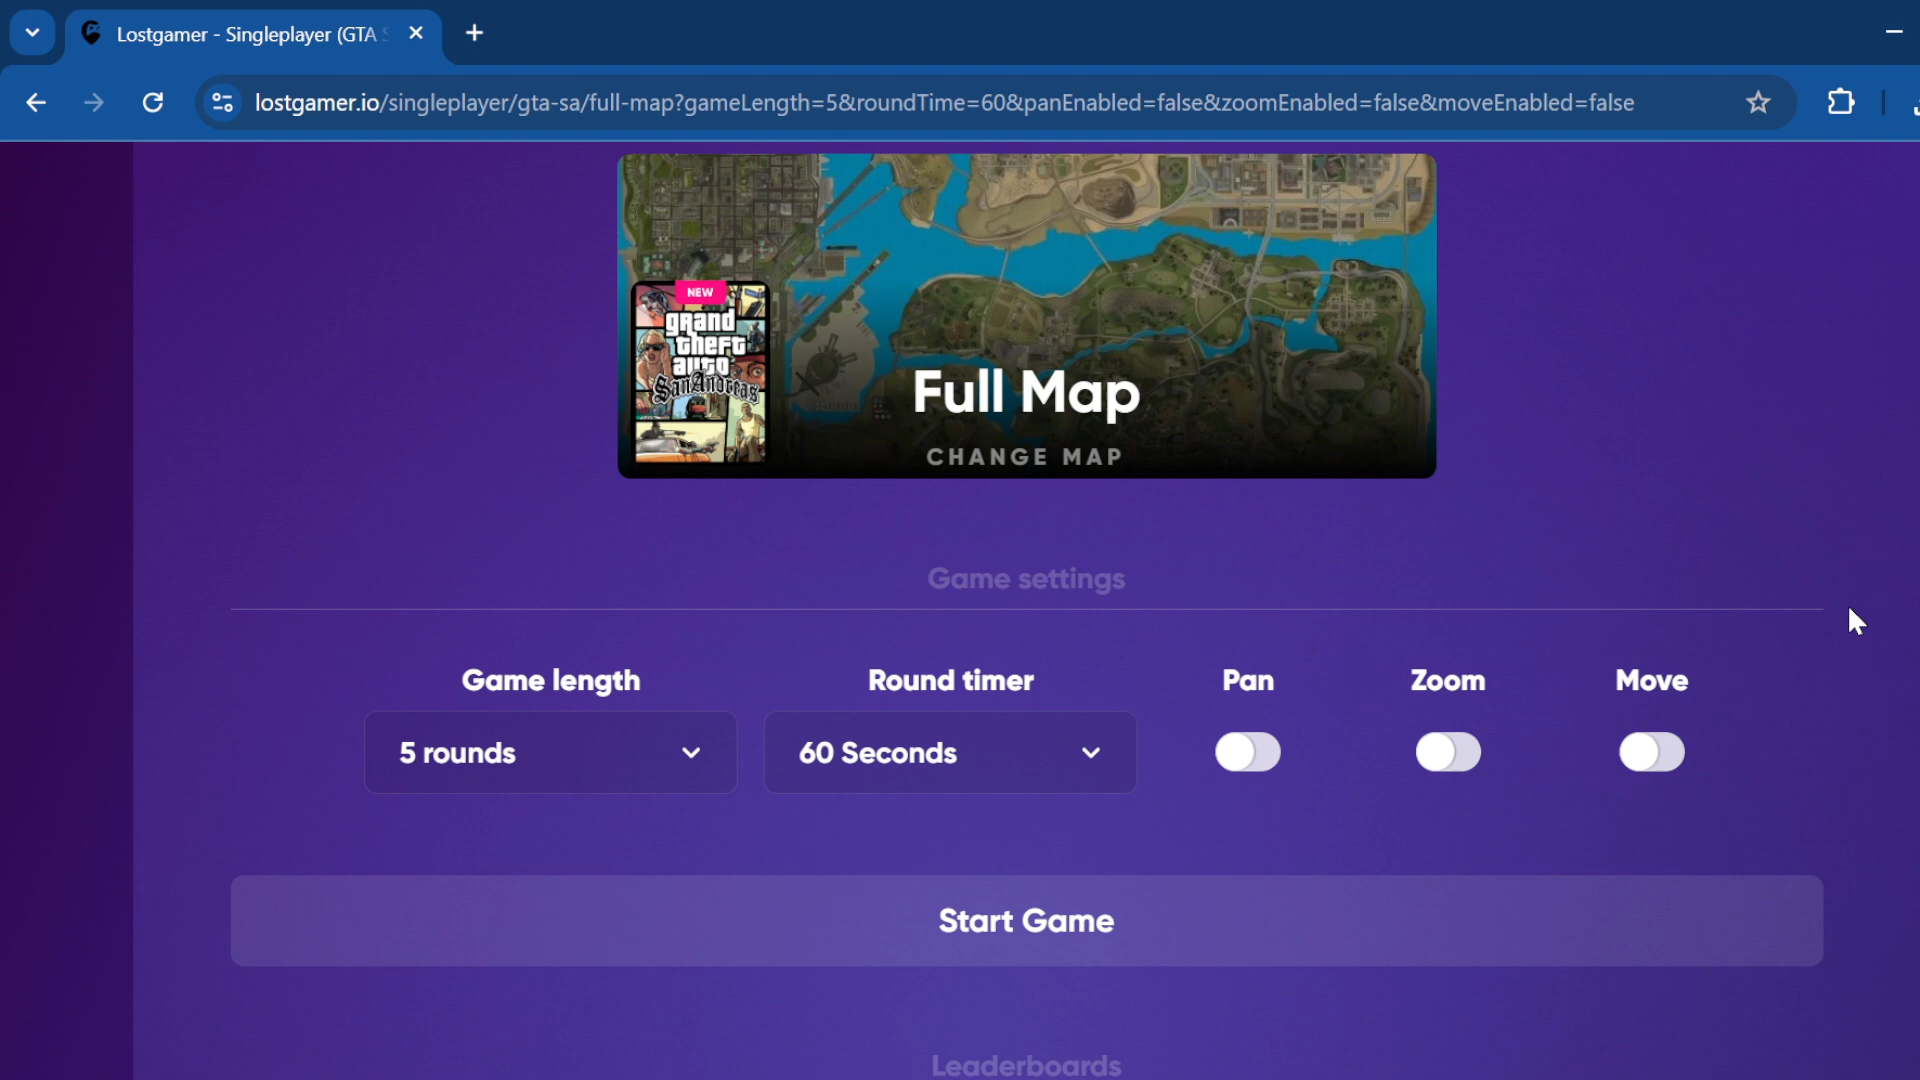 Lostgamer - Singleplayer (GTA S
lostgamer.io/singleplayer/gta-sa/full-map?gameLength=5&roundTime=60&panEnabled=false&zoomEnabled=false&moveEnabled=false
NEW
grand
theft
auto
San Andreas
Full Map
CHANGE MAP
Game settings
Game length
Round timer
Pan
Zoom
Move
5 rounds
60 Seconds
Start Game
Leaderboards